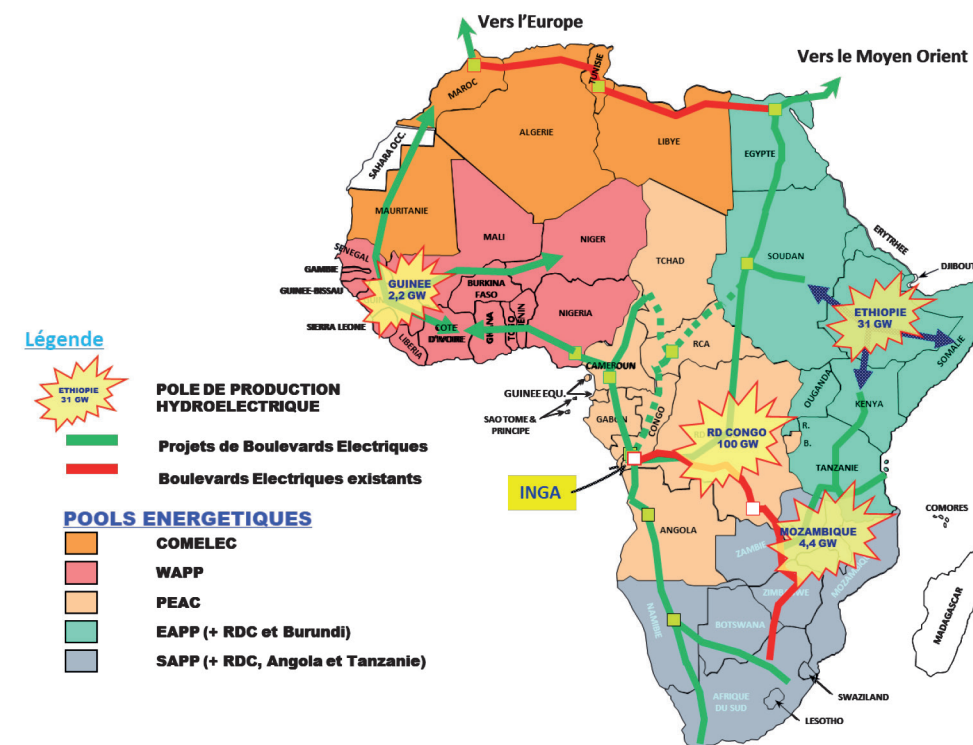 Vers l'Europe
Vers le Moyen Orient
MAROC
TUNISIE
ALGERIE
LIBYE
EGYPTE
SAHARA OCC.
MAURITANIE
MALI
NIGER
TCHAD
SOUDAN
ERYTHREE
DJIBOUT
SENEGAL
GAMBIE
GUINEE-BISSAU
GUINEE
2,2 GW
BURKINA
FASO
SIERRA LEONE
LIBERIA
COTE
D'IVOIRE
GHANA
TOGO
BENIN
NIGERIA
ETHIOPIE
31 GW
SOMALIE
RCA
CAMEROUN
GUINEE EQU.
SAO TOME &
PRINCIPE
GABON
CONGO
OUGANDA
KENYA
R.
B.
RD CONGO
100 GW
TANZANIE
INGA
ANGOLA
COMORES
MOZAMBIQUE
4,4 GW
ZAMBIE
MADAGASCAR
NAMIBIE
BOTSWANA
AFRIQUE
DU SUD
SWAZILAND
LESOTHO
Légende
ETHIOPIE
31 GW
POLE DE PRODUCTION
HYDROELECTRIQUE
Projets de Boulevards Electriques
Boulevards Electriques existants
POOLS ENERGETIQUES
COMELEC
WAPP
PEAC
EAPP (+ RDC et Burundi)
SAPP (+ RDC, Angola et Tanzanie)